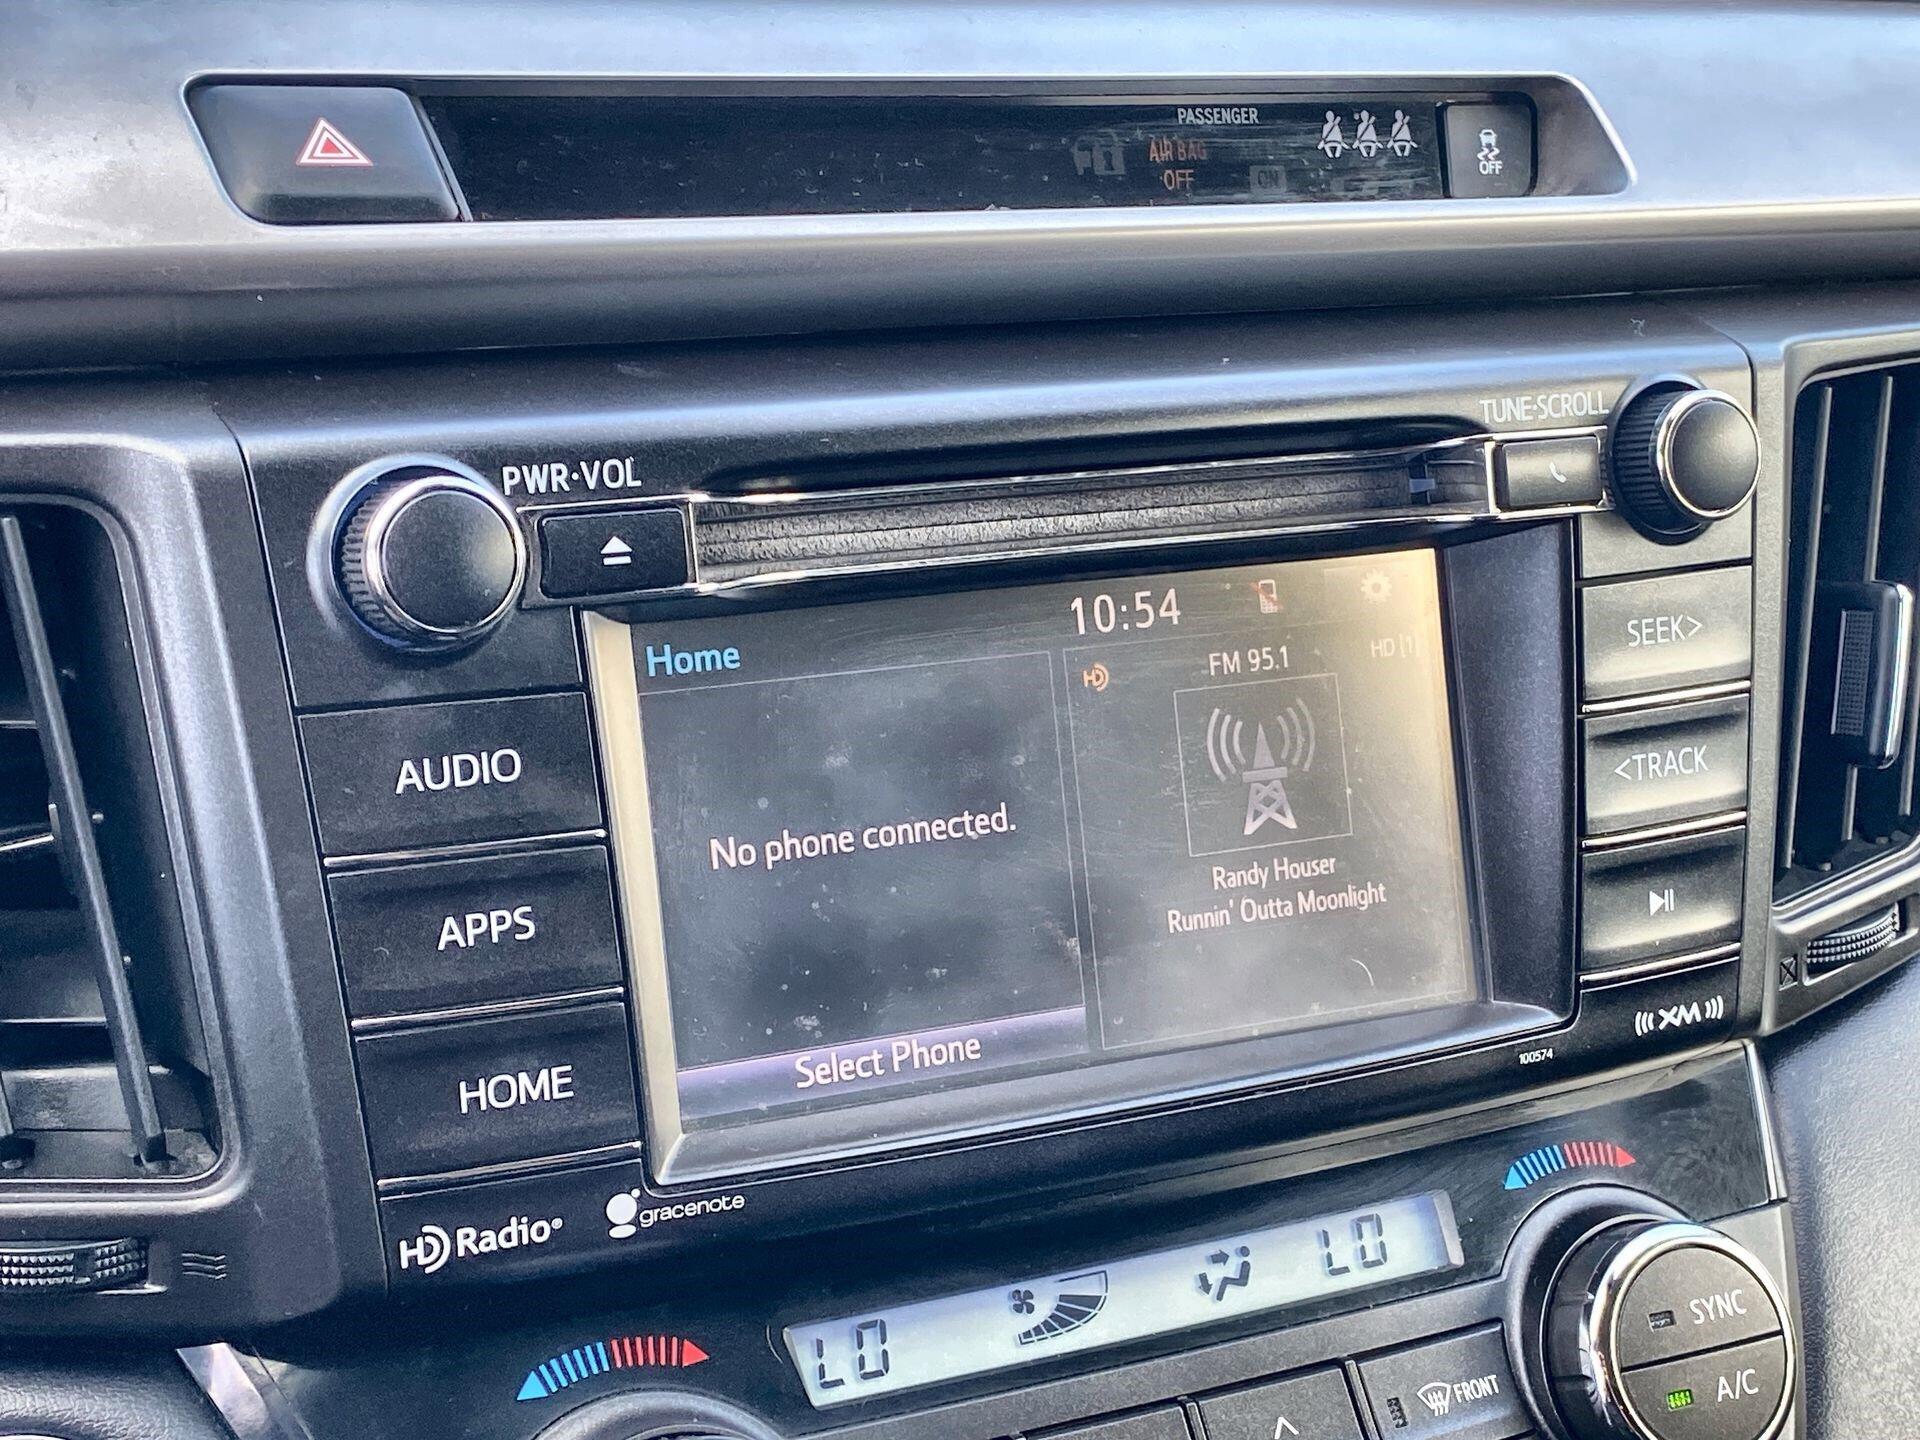 PASSENGER
AIR BAG
OFF
ON
OFF
TUNE·SCROLL
PWR·VOL
10:54
Home
FM 95.1
HD [1]
HD
SEEK>
AUDIO
<TRACK
No phone connected.
Randy Houser
Runnin' Outta Moonlight
APPS
Select Phone
HOME
((( XM )))
100574
HD Radio®
gracenote
LO
LO
SYNC
A/C
FRONT